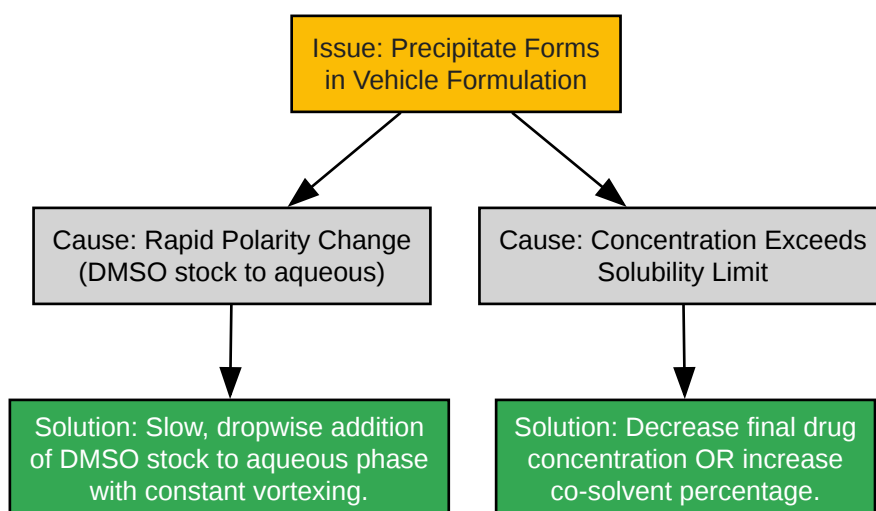 Issue: Precipitate Forms
in Vehicle Formulation
Cause: Rapid Polarity Change
(DMSO stock to aqueous)
Cause: Concentration Exceeds
Solubility Limit
Solution: Slow, dropwise addition
of DMSO stock to aqueous phase
with constant vortexing.
Solution: Decrease final drug
concentration OR increase
co-solvent percentage.